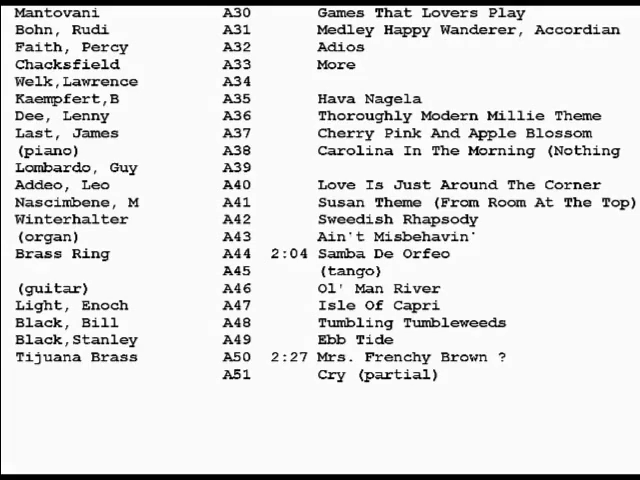 Mantovani A30 Games That Lovers Play
Bohn, Rudi A31 Medley Happy Wanderer, Accordian
Faith, Percy A32 Adios
Chacksfield A33 More
Welk,Lawrence A34
Kaempfert,B A35 Hava Nagela
Dee, Lenny A36 Thoroughly Modern Millie Theme
Last, James A37 Cherry Pink And Apple Blossom
(piano) A38 Carolina In The Morning (Nothing
Lombardo, Guy A39
Addeo, Leo A40 Love Is Just Around The Corner
Nascimbene, M A41 Susan Theme (From Room At The Top)
Winterhalter A42 Sweedish Rhapsody
(organ) A43 Ain't Misbehavin'
Brass Ring A44 2:04 Samba De Orfeo
A45 (tango)
(guitar) A46 Ol' Man River
Light, Enoch A47 Isle Of Capri
Black, Bill A48 Tumbling Tumbleweeds
Black,Stanley A49 Ebb Tide
Tijuana Brass A50 2:27 Mrs. Frenchy Brown ?
A51 Cry (partial)